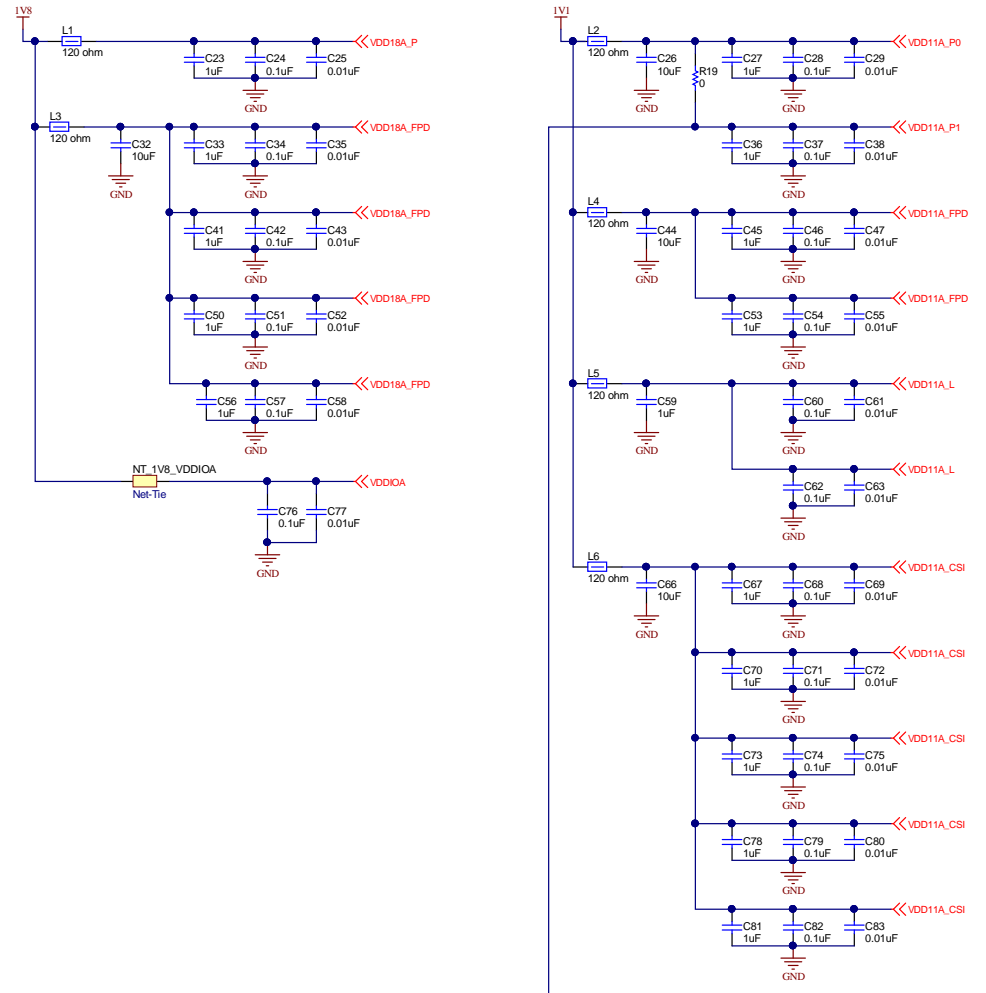 1V8
L1
120 ohm
C23
1uF
C24
0.1uF
C25
0.01uF
VDD18A_P
GND
L3
120 ohm
C32
10uF
GND
C33
1uF
C34
0.1uF
C35
0.01uF
VDD18A_FPD
GND
C41
1uF
C42
0.1uF
C43
0.01uF
VDD18A_FPD
GND
C50
1uF
C51
0.1uF
C52
0.01uF
VDD18A_FPD
GND
C56
1uF
C57
0.1uF
C58
0.01uF
VDD18A_FPD
GND
NT_1V8_VDDIOA
Net-Tie
C76
0.1uF
C77
0.01uF
VDDIOA
GND
1V1
L2
120 ohm
C26
10uF
GND
R19
0
C27
1uF
C28
0.1uF
C29
0.01uF
VDD11A_P0
GND
C36
1uF
C37
0.1uF
C38
0.01uF
VDD11A_P1
GND
L4
120 ohm
C44
10uF
GND
C45
1uF
C46
0.1uF
C47
0.01uF
VDD11A_FPD
GND
C53
1uF
C54
0.1uF
C55
0.01uF
VDD11A_FPD
GND
L5
120 ohm
C59
1uF
GND
C60
0.1uF
C61
0.01uF
VDD11A_L
GND
C62
0.1uF
C63
0.01uF
VDD11A_L
GND
L6
120 ohm
C66
10uF
GND
C67
1uF
C68
0.1uF
C69
0.01uF
VDD11A_CSI
GND
C70
1uF
C71
0.1uF
C72
0.01uF
VDD11A_CSI
GND
C73
1uF
C74
0.1uF
C75
0.01uF
VDD11A_CSI
GND
C78
1uF
C79
0.1uF
C80
0.01uF
VDD11A_CSI
GND
C81
1uF
C82
0.1uF
C83
0.01uF
VDD11A_CSI
GND